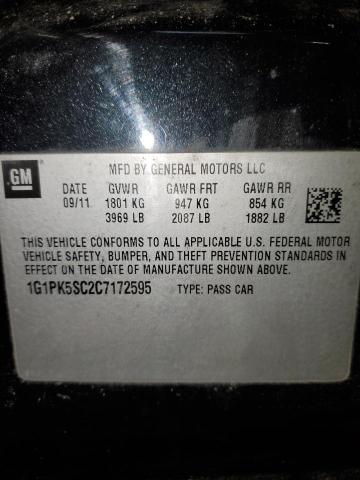 MFD BY GENERAL MOTORS LLC
GM
DATE GVWR GAWR FRT GAWR RR
09/11 1801 KG 947 KG 854 KG
3969 LB 2087 LB 1882 LB
THIS VEHICLE CONFORMS TO ALL APPLICABLE U.S. FEDERAL MOTOR
VEHICLE SAFETY, BUMPER, AND THEFT PREVENTION STANDARDS
IN EFFECT ON THE DATE OF MANUFACTURE SHOWN ABOVE.
1G1PK5SC2C7172595 TYPE: PASS CAR